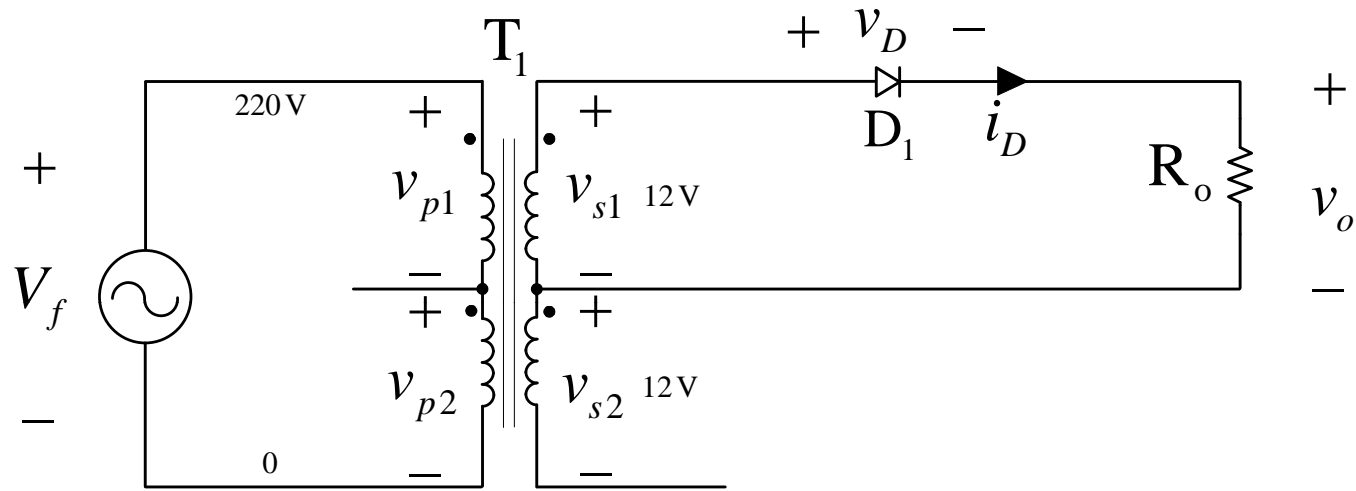 + v_D −
T_1
220 V
+ +
D_1
i_D
+
+
v_p1
v_s1 12 V
R_o
v_o
− −
−
V_f
+ +
v_p2
v_s2 12 V
−
0
− −